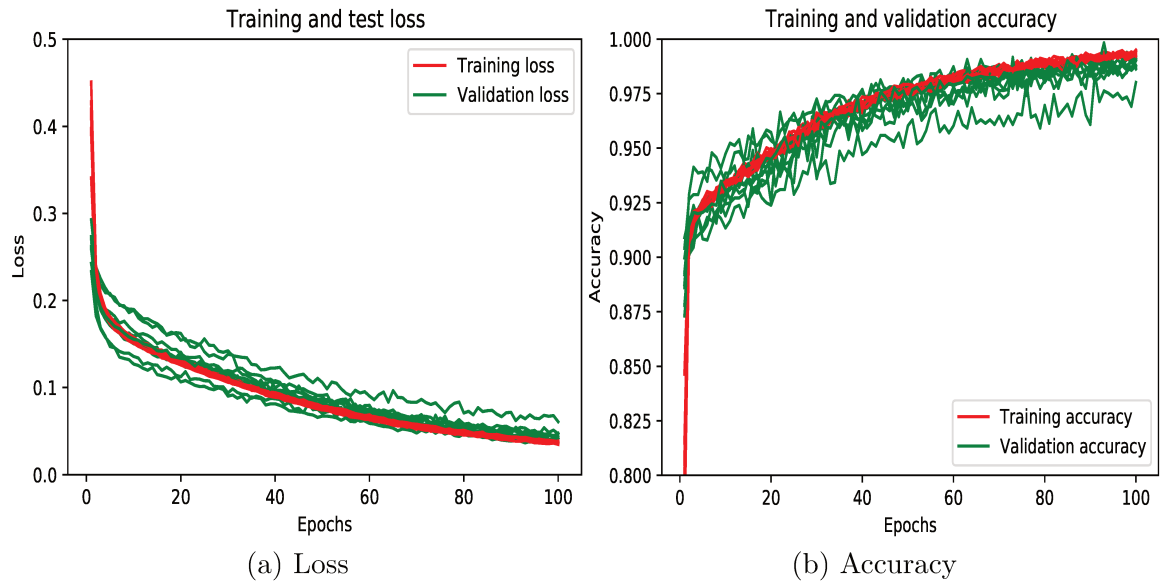 Training and test loss
0.5
0.4
0.3
0.2
0.1
0.0
Loss
Training loss
Validation loss
0 20 40 60 80 100
Epochs
(a) Loss
Training and validation accuracy
1.000
0.975
0.950
0.925
0.900
0.875
0.850
0.825
0.800
Accuracy
Training accuracy
Validation accuracy
0 20 40 60 80 100
Epochs
(b) Accuracy